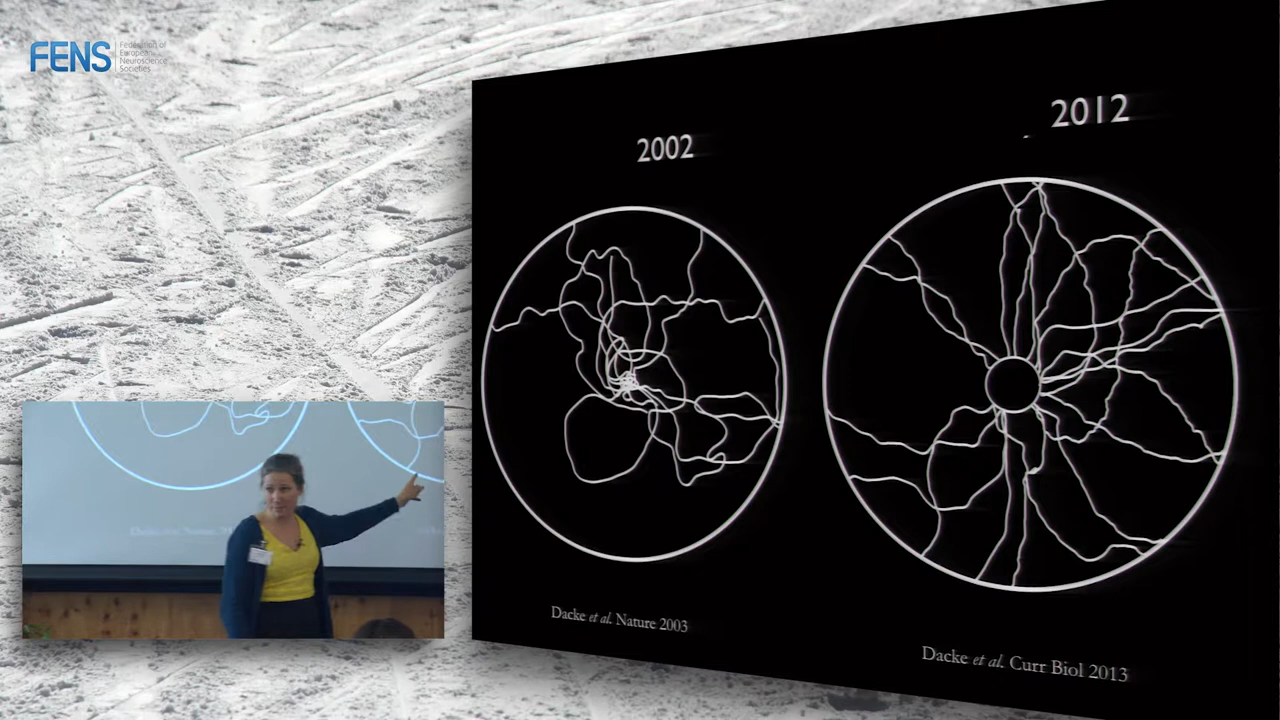 FENS
Federation of
European
Neuroscience
Societies
2002
2012
Dacke et al. Nature 2003
Dacke et al. Curr Biol 2013